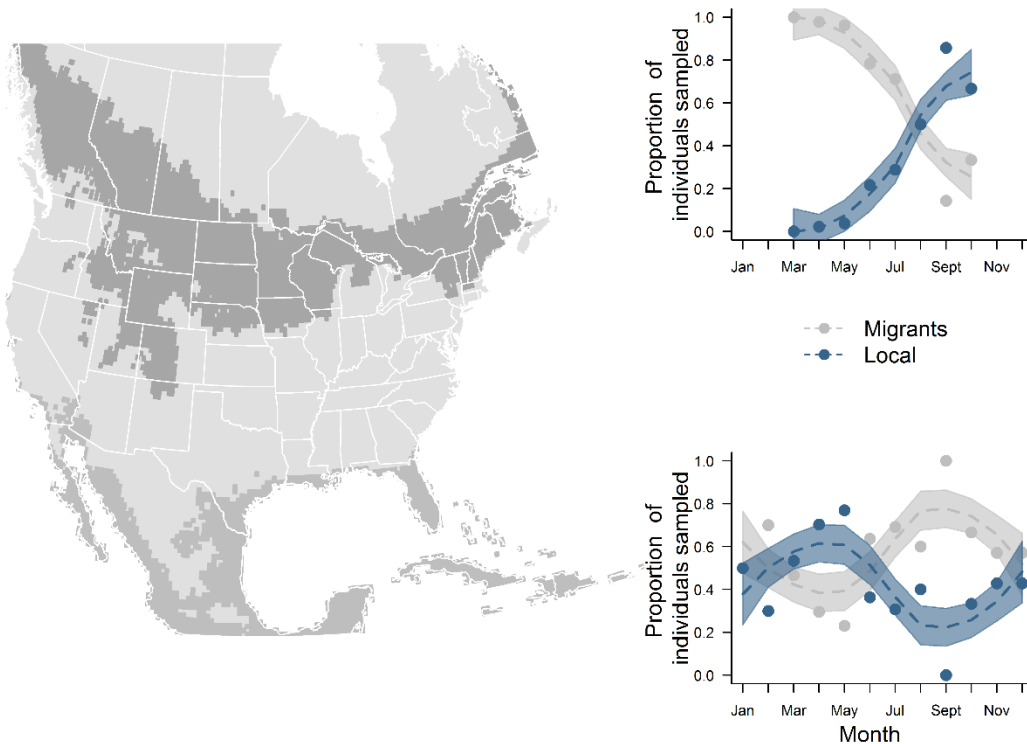 Proportion of
individuals sampled
1.0
0.8
0.6
0.4
0.2
0.0
Jan Mar May Jul Sept Nov
Migrants
Local
Proportion of
individuals sampled
1.0
0.8
0.6
0.4
0.2
0.0
Jan Mar May Jul Sept Nov
Month